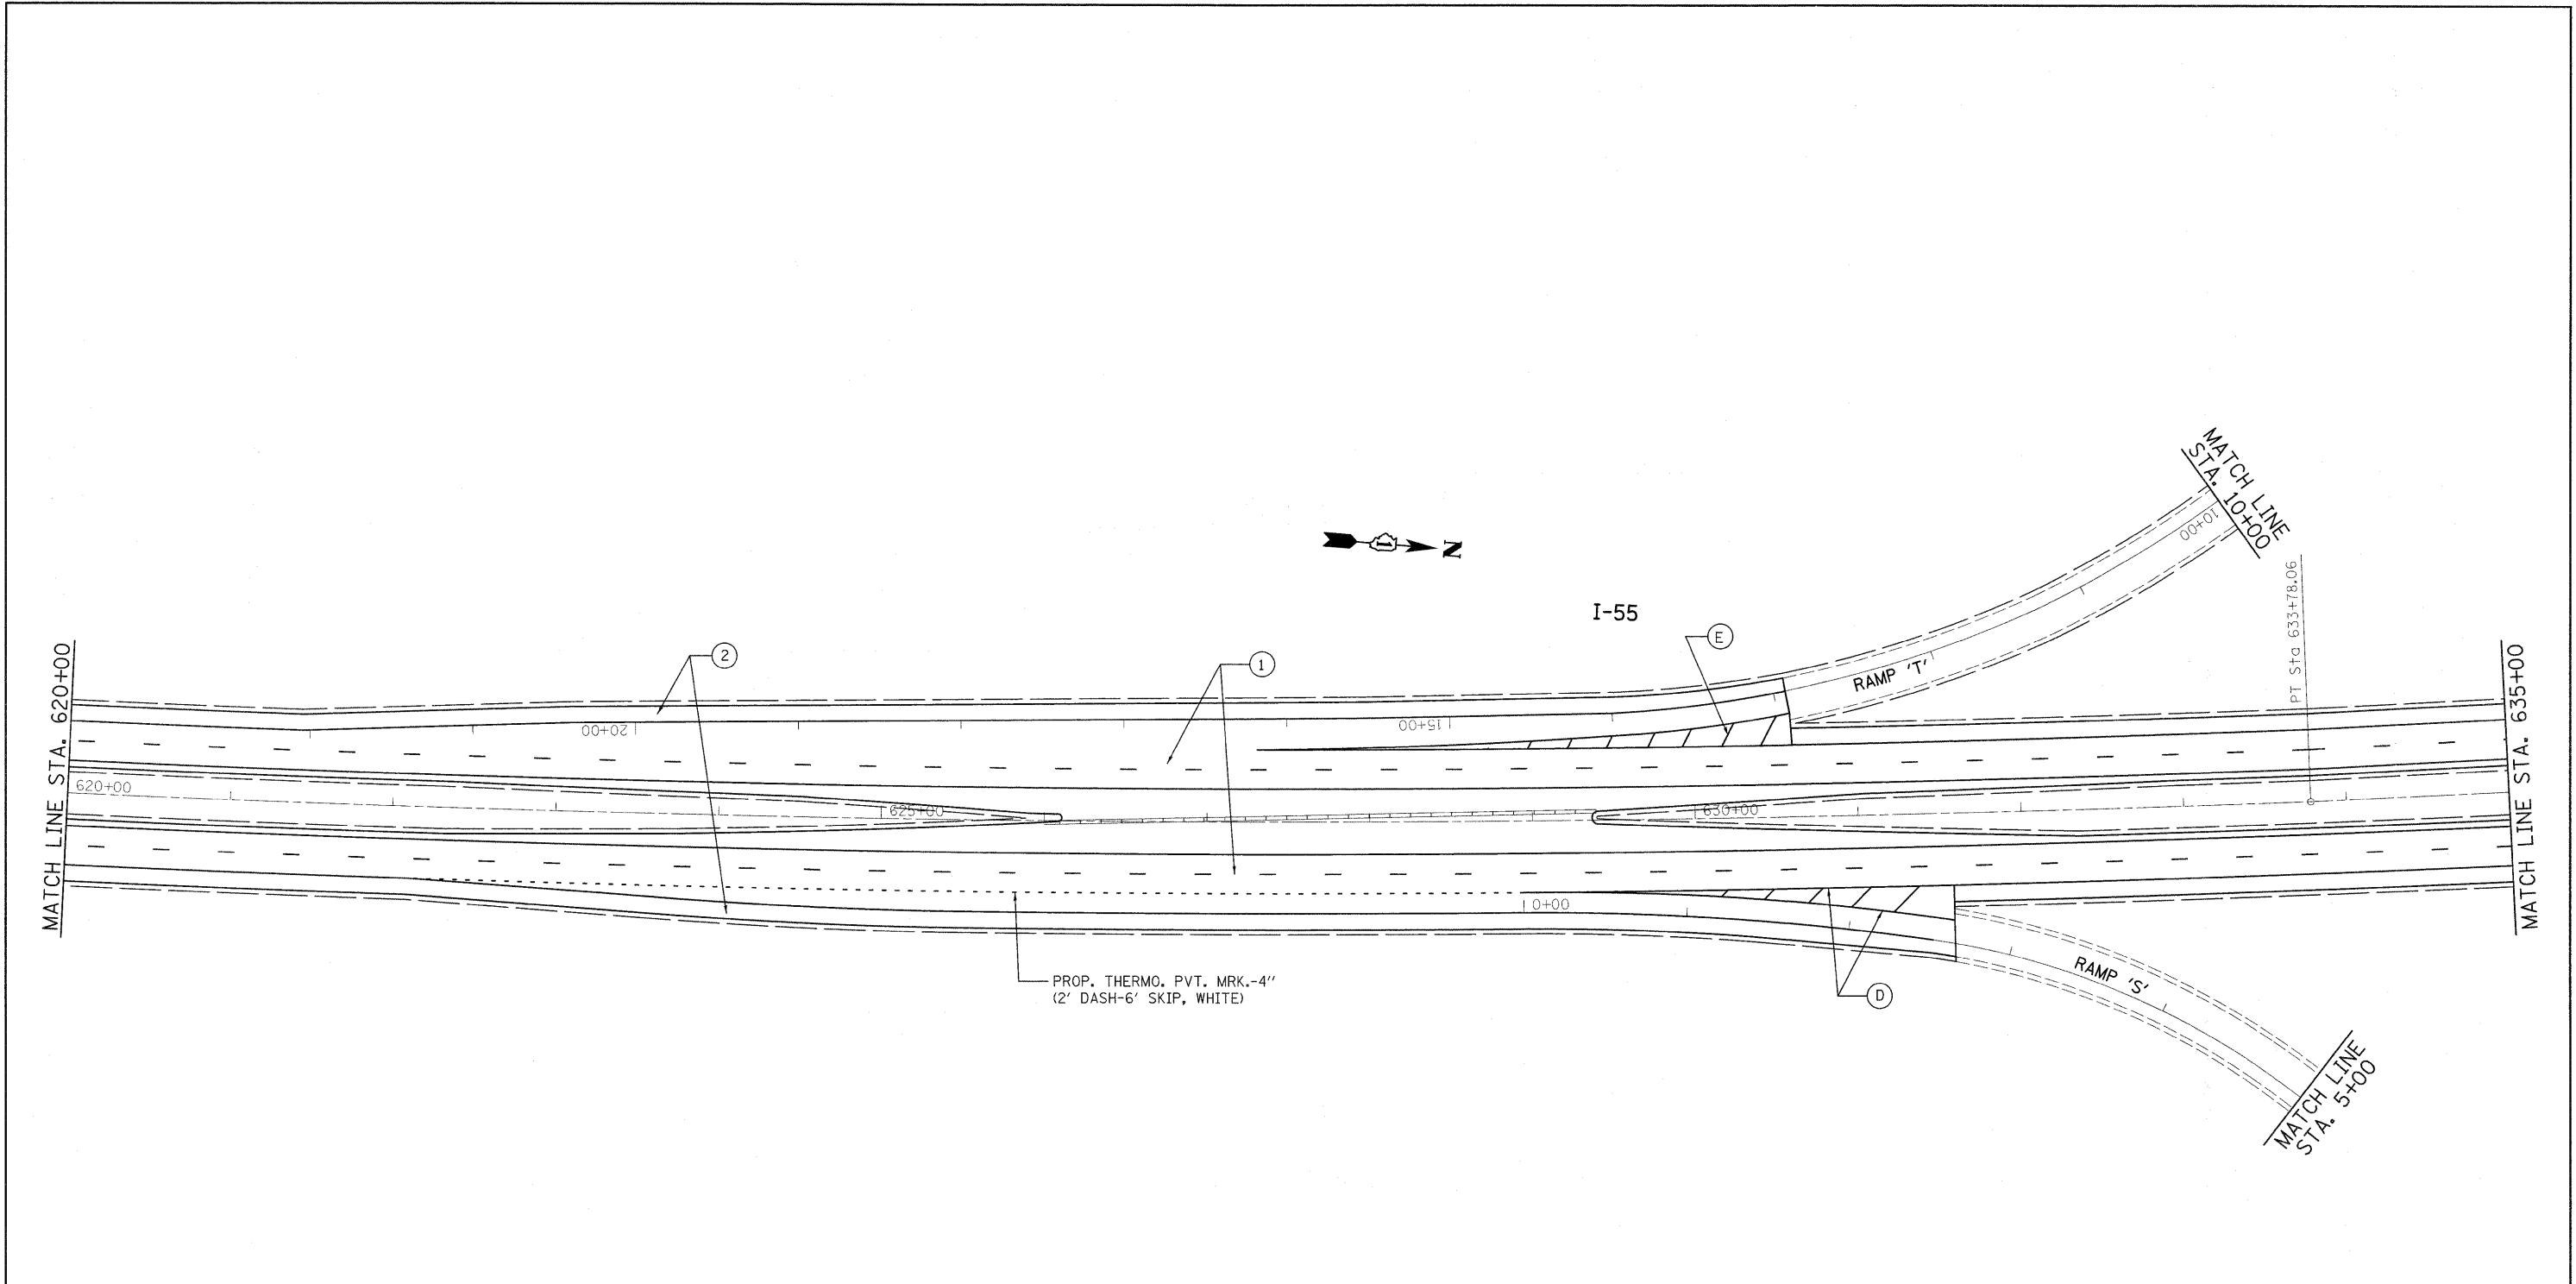 MATCH LINE
STA. 10+00
10+00
PT Sta 633+78.06
N
1
I-55
E
RAMP 'T'
2
1
MATCH LINE STA. 620+00
MATCH LINE STA. 635+00
20+00
15+00
620+00
625+00
630+00
0+00
PROP. THERMO. PVT. MRK.-4"
(2' DASH-6' SKIP, WHITE)
D
RAMP 'S'
MATCH LINE
STA. 5+00